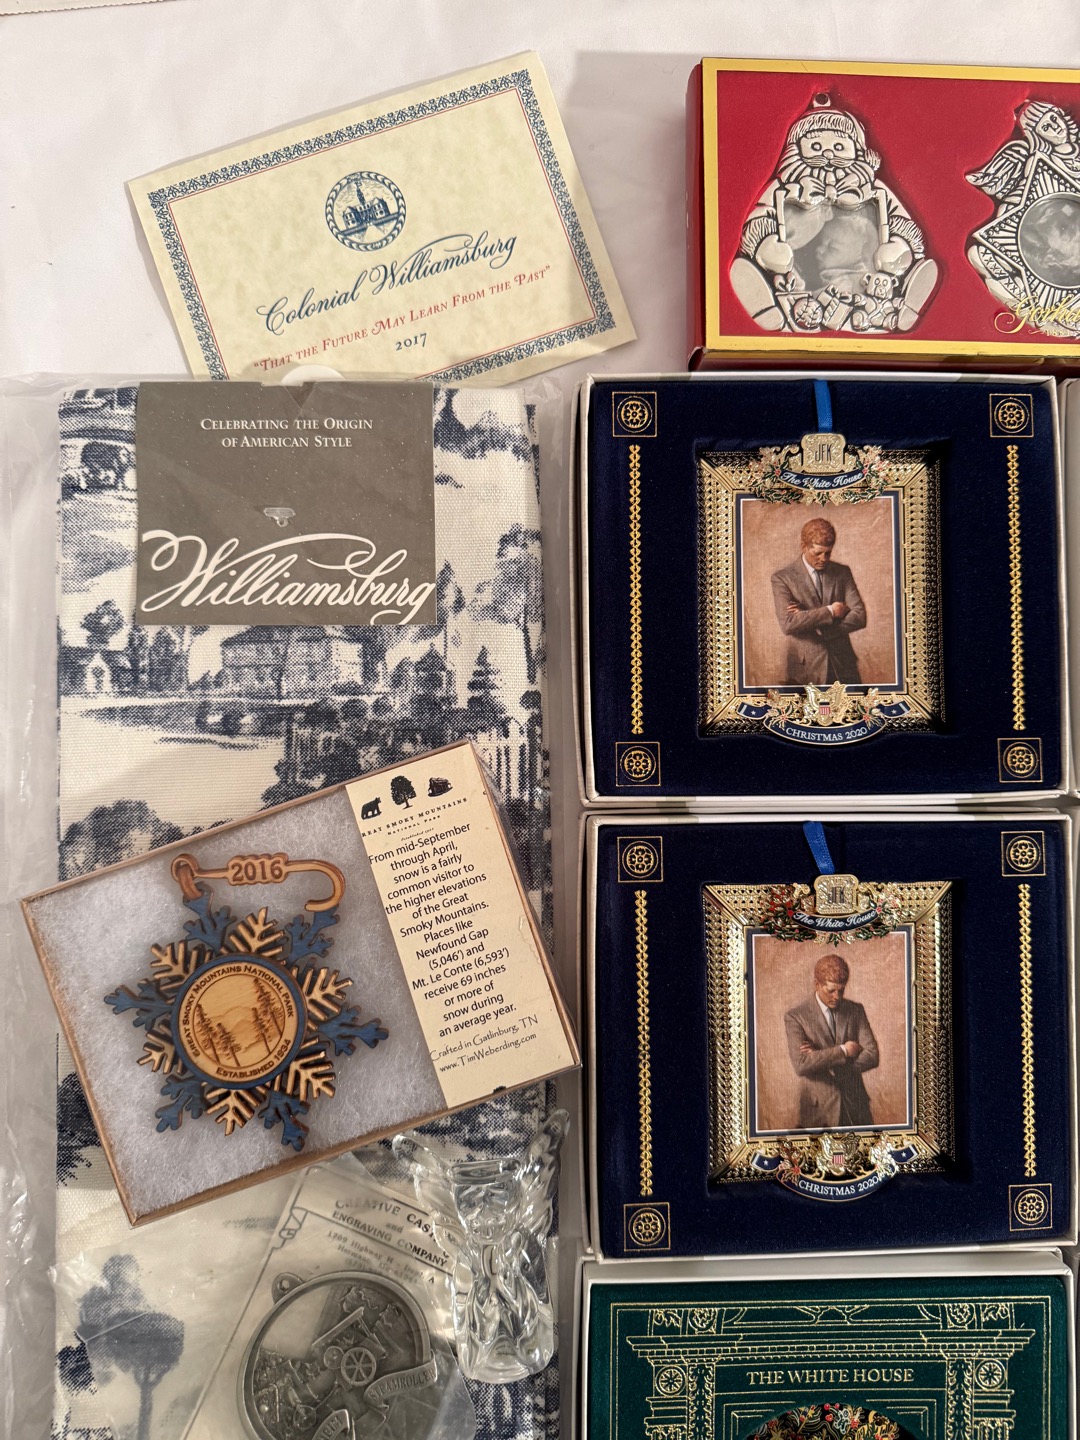 Colonial Williamsburg
"That the Future May Learn From the Past"
2017
Celebrating the Origin
of American Style
Williamsburg
JFK
The White House
CHRISTMAS 2020
2016
GREAT SMOKY MOUNTAINS NATIONAL PARK
ESTABLISHED 1934
GREAT SMOKY MOUNTAINS
NATIONAL PARK
From mid-September
through April,
snow is a fairly
common visitor to
the higher elevations
of the Great
Smoky Mountains.
Places like
Newfound Gap
(5,046') and
Mt. Le Conte (6,593')
receive 69 inches
or more of
snow during
an average year.
Crafted in Gatlinburg, TN
www.TimWeberding.com
JFK
The White House
CHRISTMAS 2020
CREATIVE
and
ENGRAVING COMPANY
STEAMROLLER
THE WHITE HOUSE